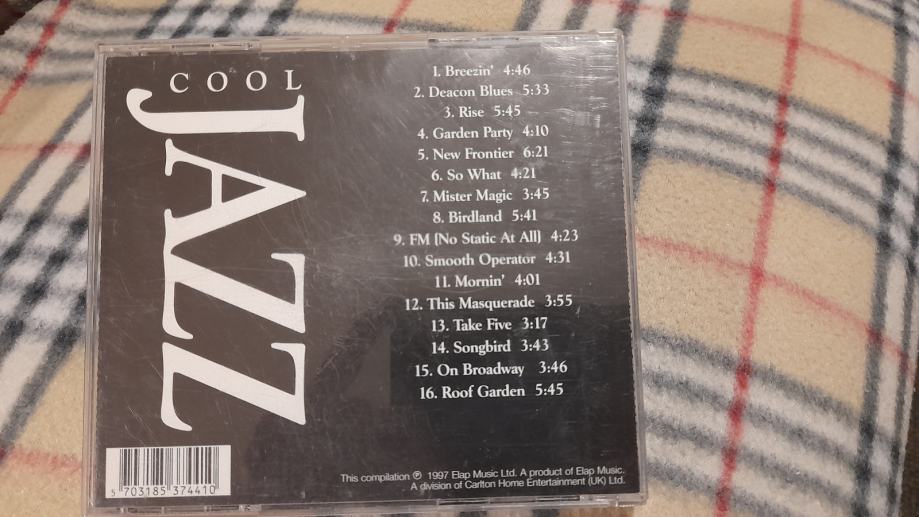 COOL
JAZZ
1. Breezin' 4:46
2. Deacon Blues 5:33
3. Rise 5:45
4. Garden Party 4:10
5. New Frontier 6:21
6. So What 4:21
7. Mister Magic 3:45
8. Birdland 5:41
9. FM (No Static At All) 4:23
10. Smooth Operator 4:31
11. Mornin' 4:01
12. This Masquerade 3:55
13. Take Five 3:17
14. Songbird 3:43
15. On Broadway 3:46
16. Roof Garden 5:45
5 703185 374410
This compilation ℗ 1997 Elap Music Ltd. A product of Elap Music.
A division of Carlton Home Entertainment (UK) Ltd.